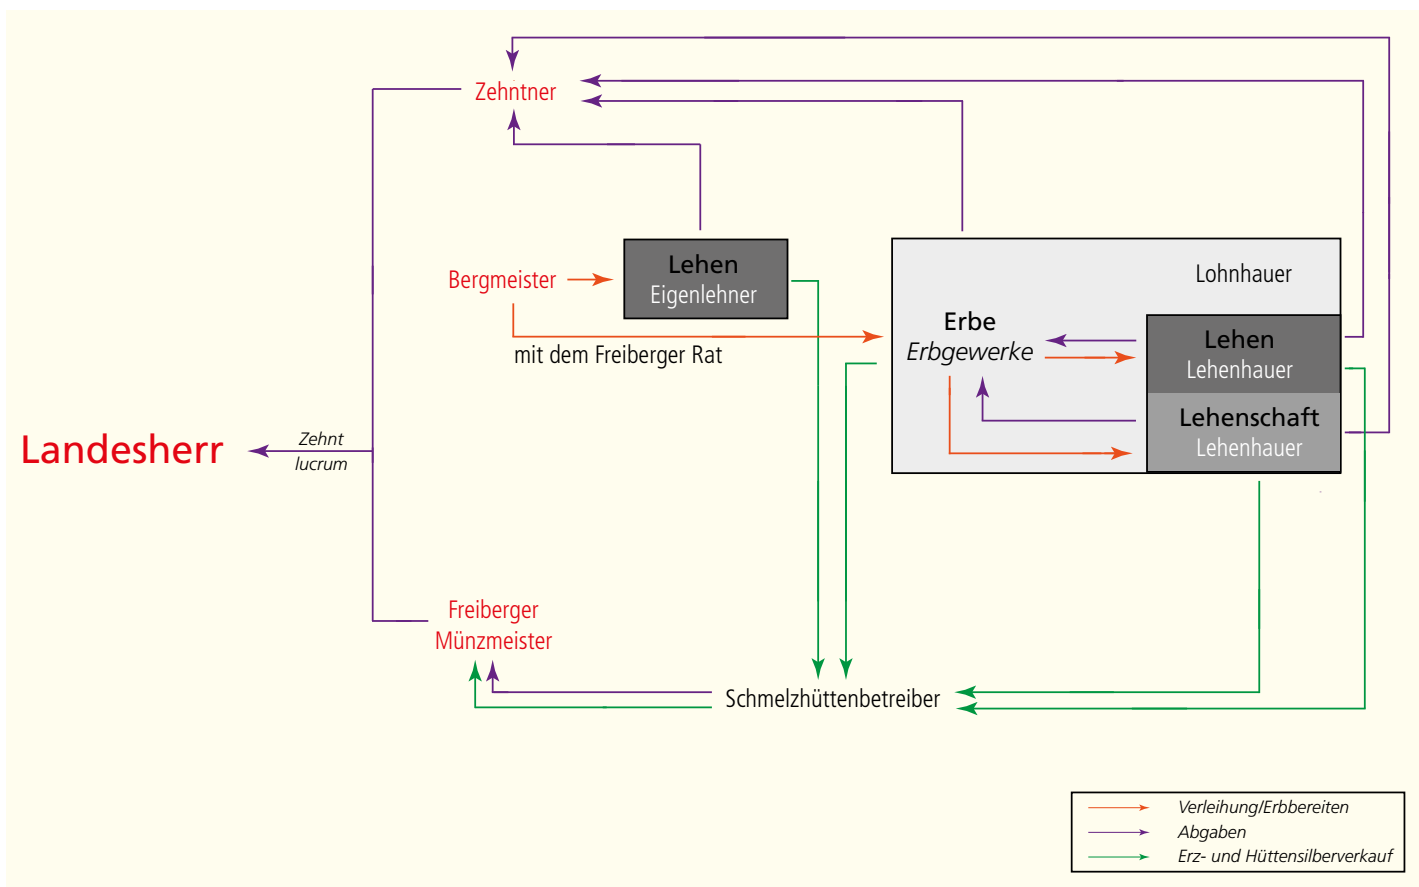 Zehntner
Lehen
Eigenlehner
Bergmeister
mit dem Freiberger Rat
Lohnhauer
Erbe
Erbgewerke
Lehen
Lehenhauer
Lehenschaft
Lehenhauer
Landesherr
Zehnt
lucrum
Freiberger
Münzmeister
Schmelzhüttenbetreiber
Verleihung/Erbbereiten
Abgaben
Erz- und Hüttensilberverkauf